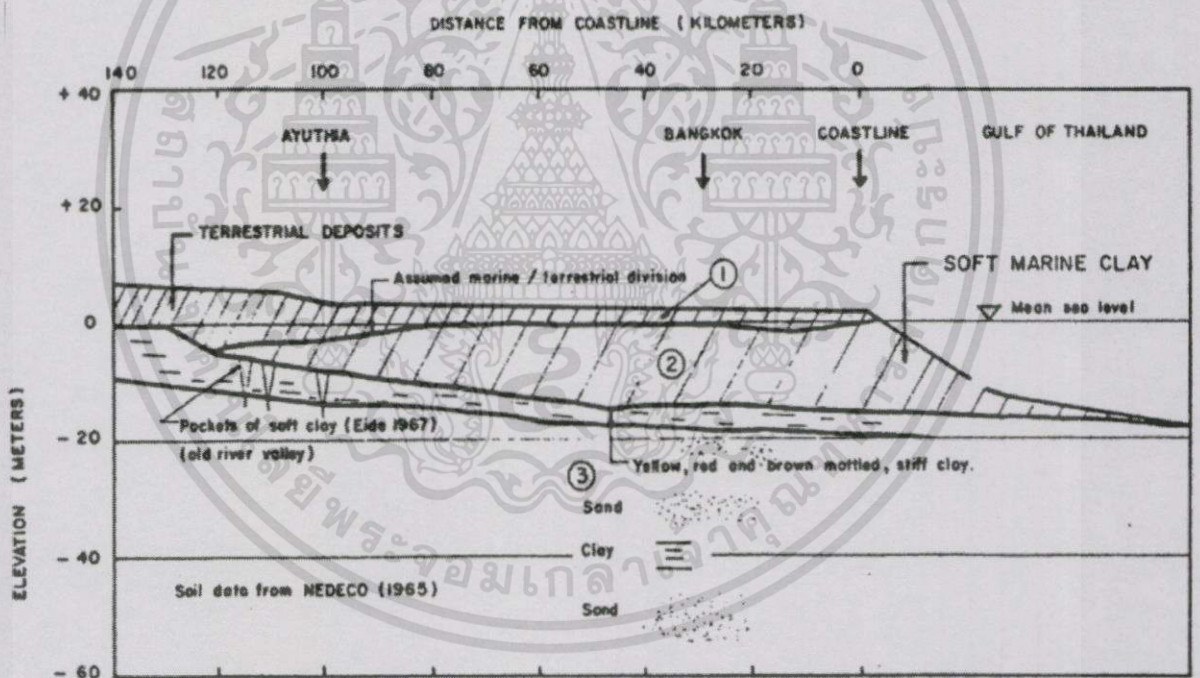 DISTANCE FROM COASTLINE ( KILOMETERS)
140 120 100 80 60 40 20 0
+ 40
AYUTHIA BANGKOK COASTLINE GULF OF THAILAND
+ 20
TERRESTRIAL DEPOSITS
Assumed marine / terrestrial division ①
SOFT MARINE CLAY
Mean sea level
0
②
ELEVATION ( METERS)
Pockets of soft clay (Eide 1967)
(old river valley)
- 20
Yellow, red and brown mottled, stiff clay.
③
Sand
- 40
Clay
Soil data from NEDECO (1965)
Sand
- 60